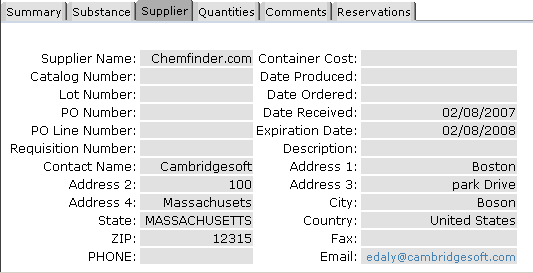 Summary Substance Supplier Quantities Comments Reservations
Supplier Name: Chemfinder.com Container Cost:
Catalog Number: Date Produced:
Lot Number: Date Ordered:
PO Number: Date Received: 02/08/2007
PO Line Number: Expiration Date: 02/08/2008
Requisition Number: Description:
Contact Name: Cambridgesoft Address 1: Boston
Address 2: 100 Address 3: park Drive
Address 4: Massachusets City: Boson
State: MASSACHUSETTS Country: United States
ZIP: 12315 Fax:
PHONE: Email: edaly@cambridgesoft.com